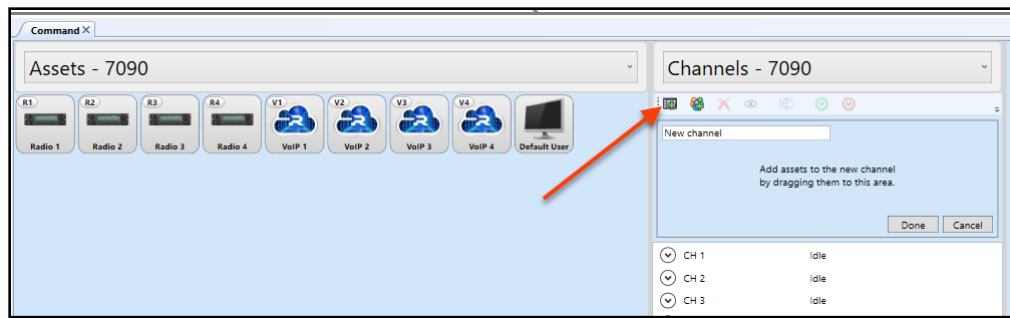 Command
Assets - 7090
R1
Radio 1
R2
Radio 2
R3
Radio 3
R4
Radio 4
V1
VoIP 1
V2
VoIP 2
V3
VoIP 3
V4
VoIP 4
Default User
Channels - 7090
New channel
Add assets to the new channel
by dragging them to this area.
Done Cancel
CH 1 Idle
CH 2 Idle
CH 3 Idle